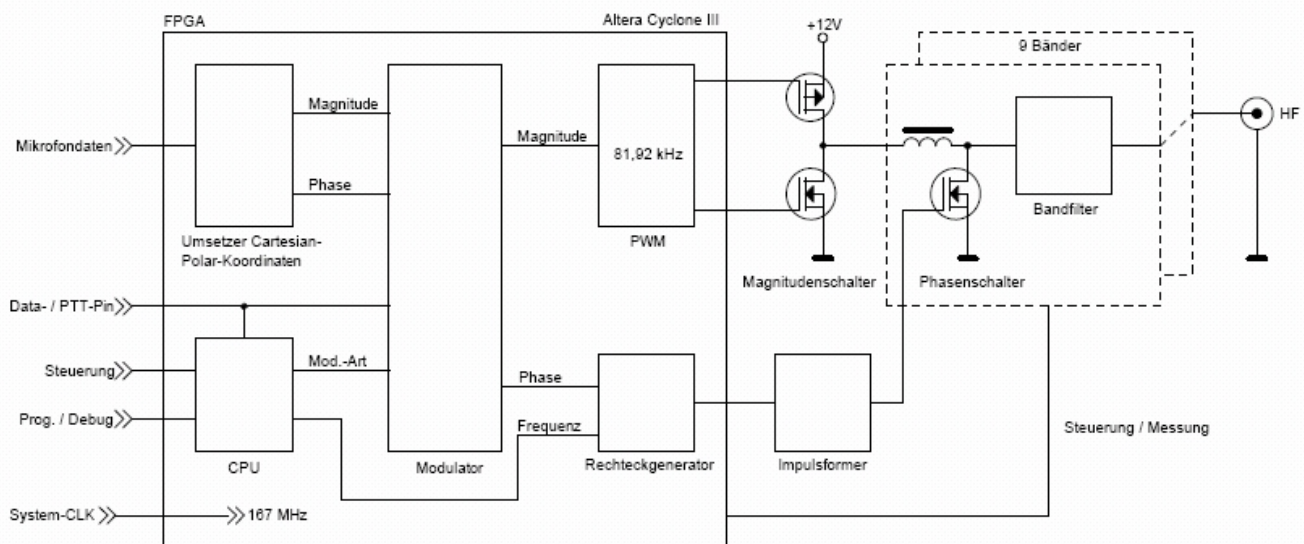 FPGA
Altera Cyclone III
+12V
9 Bänder
Mikrofondaten
Magnitude
Magnitude
81,92 kHz
HF
Phase
Bandfilter
Umsetzer Cartesian-
Polar-Koordinaten
PWM
Magnitudenschalter
Phasenschalter
Data- / PTT-Pin
Steuerung
Mod.-Art
Phase
Prog. / Debug
Frequenz
Steuerung / Messung
CPU
Modulator
Rechteckgenerator
Impulsformer
System-CLK
167 MHz